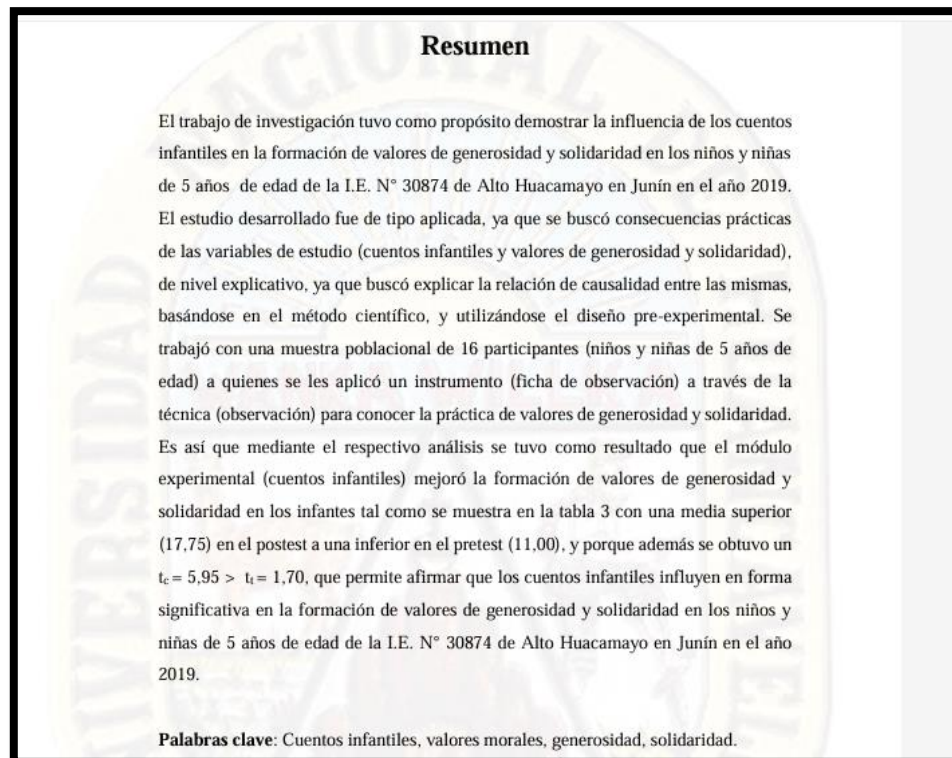 Resumen
El trabajo de investigación tuvo como propósito demostrar la influencia de los cuentos
infantiles en la formación de valores de generosidad y solidaridad en los niños y niñas
de 5 años de edad de la I.E. N° 30874 de Alto Huacamayo en Junín en el año 2019.
El estudio desarrollado fue de tipo aplicada, ya que se buscó consecuencias prácticas
de las variables de estudio (cuentos infantiles y valores de generosidad y solidaridad),
de nivel explicativo, ya que buscó explicar la relación de causalidad entre las mismas,
basándose en el método científico, y utilizándose el diseño pre-experimental. Se
trabajó con una muestra poblacional de 16 participantes (niños y niñas de 5 años de
edad) a quienes se les aplicó un instrumento (ficha de observación) a través de la
técnica (observación) para conocer la práctica de valores de generosidad y solidaridad.
Es así que mediante el respectivo análisis se tuvo como resultado que el módulo
experimental (cuentos infantiles) mejoró la formación de valores de generosidad y
solidaridad en los infantes tal como se muestra en la tabla 3 con una media superior
(17,75) en el postest a una inferior en el pretest (11,00), y porque además se obtuvo un
tc = 5,95 > tt = 1,70, que permite afirmar que los cuentos infantiles influyen en forma
significativa en la formación de valores de generosidad y solidaridad en los niños y
niñas de 5 años de edad de la I.E. N° 30874 de Alto Huacamayo en Junín en el año
2019.
Palabras clave: Cuentos infantiles, valores morales, generosidad, solidaridad.